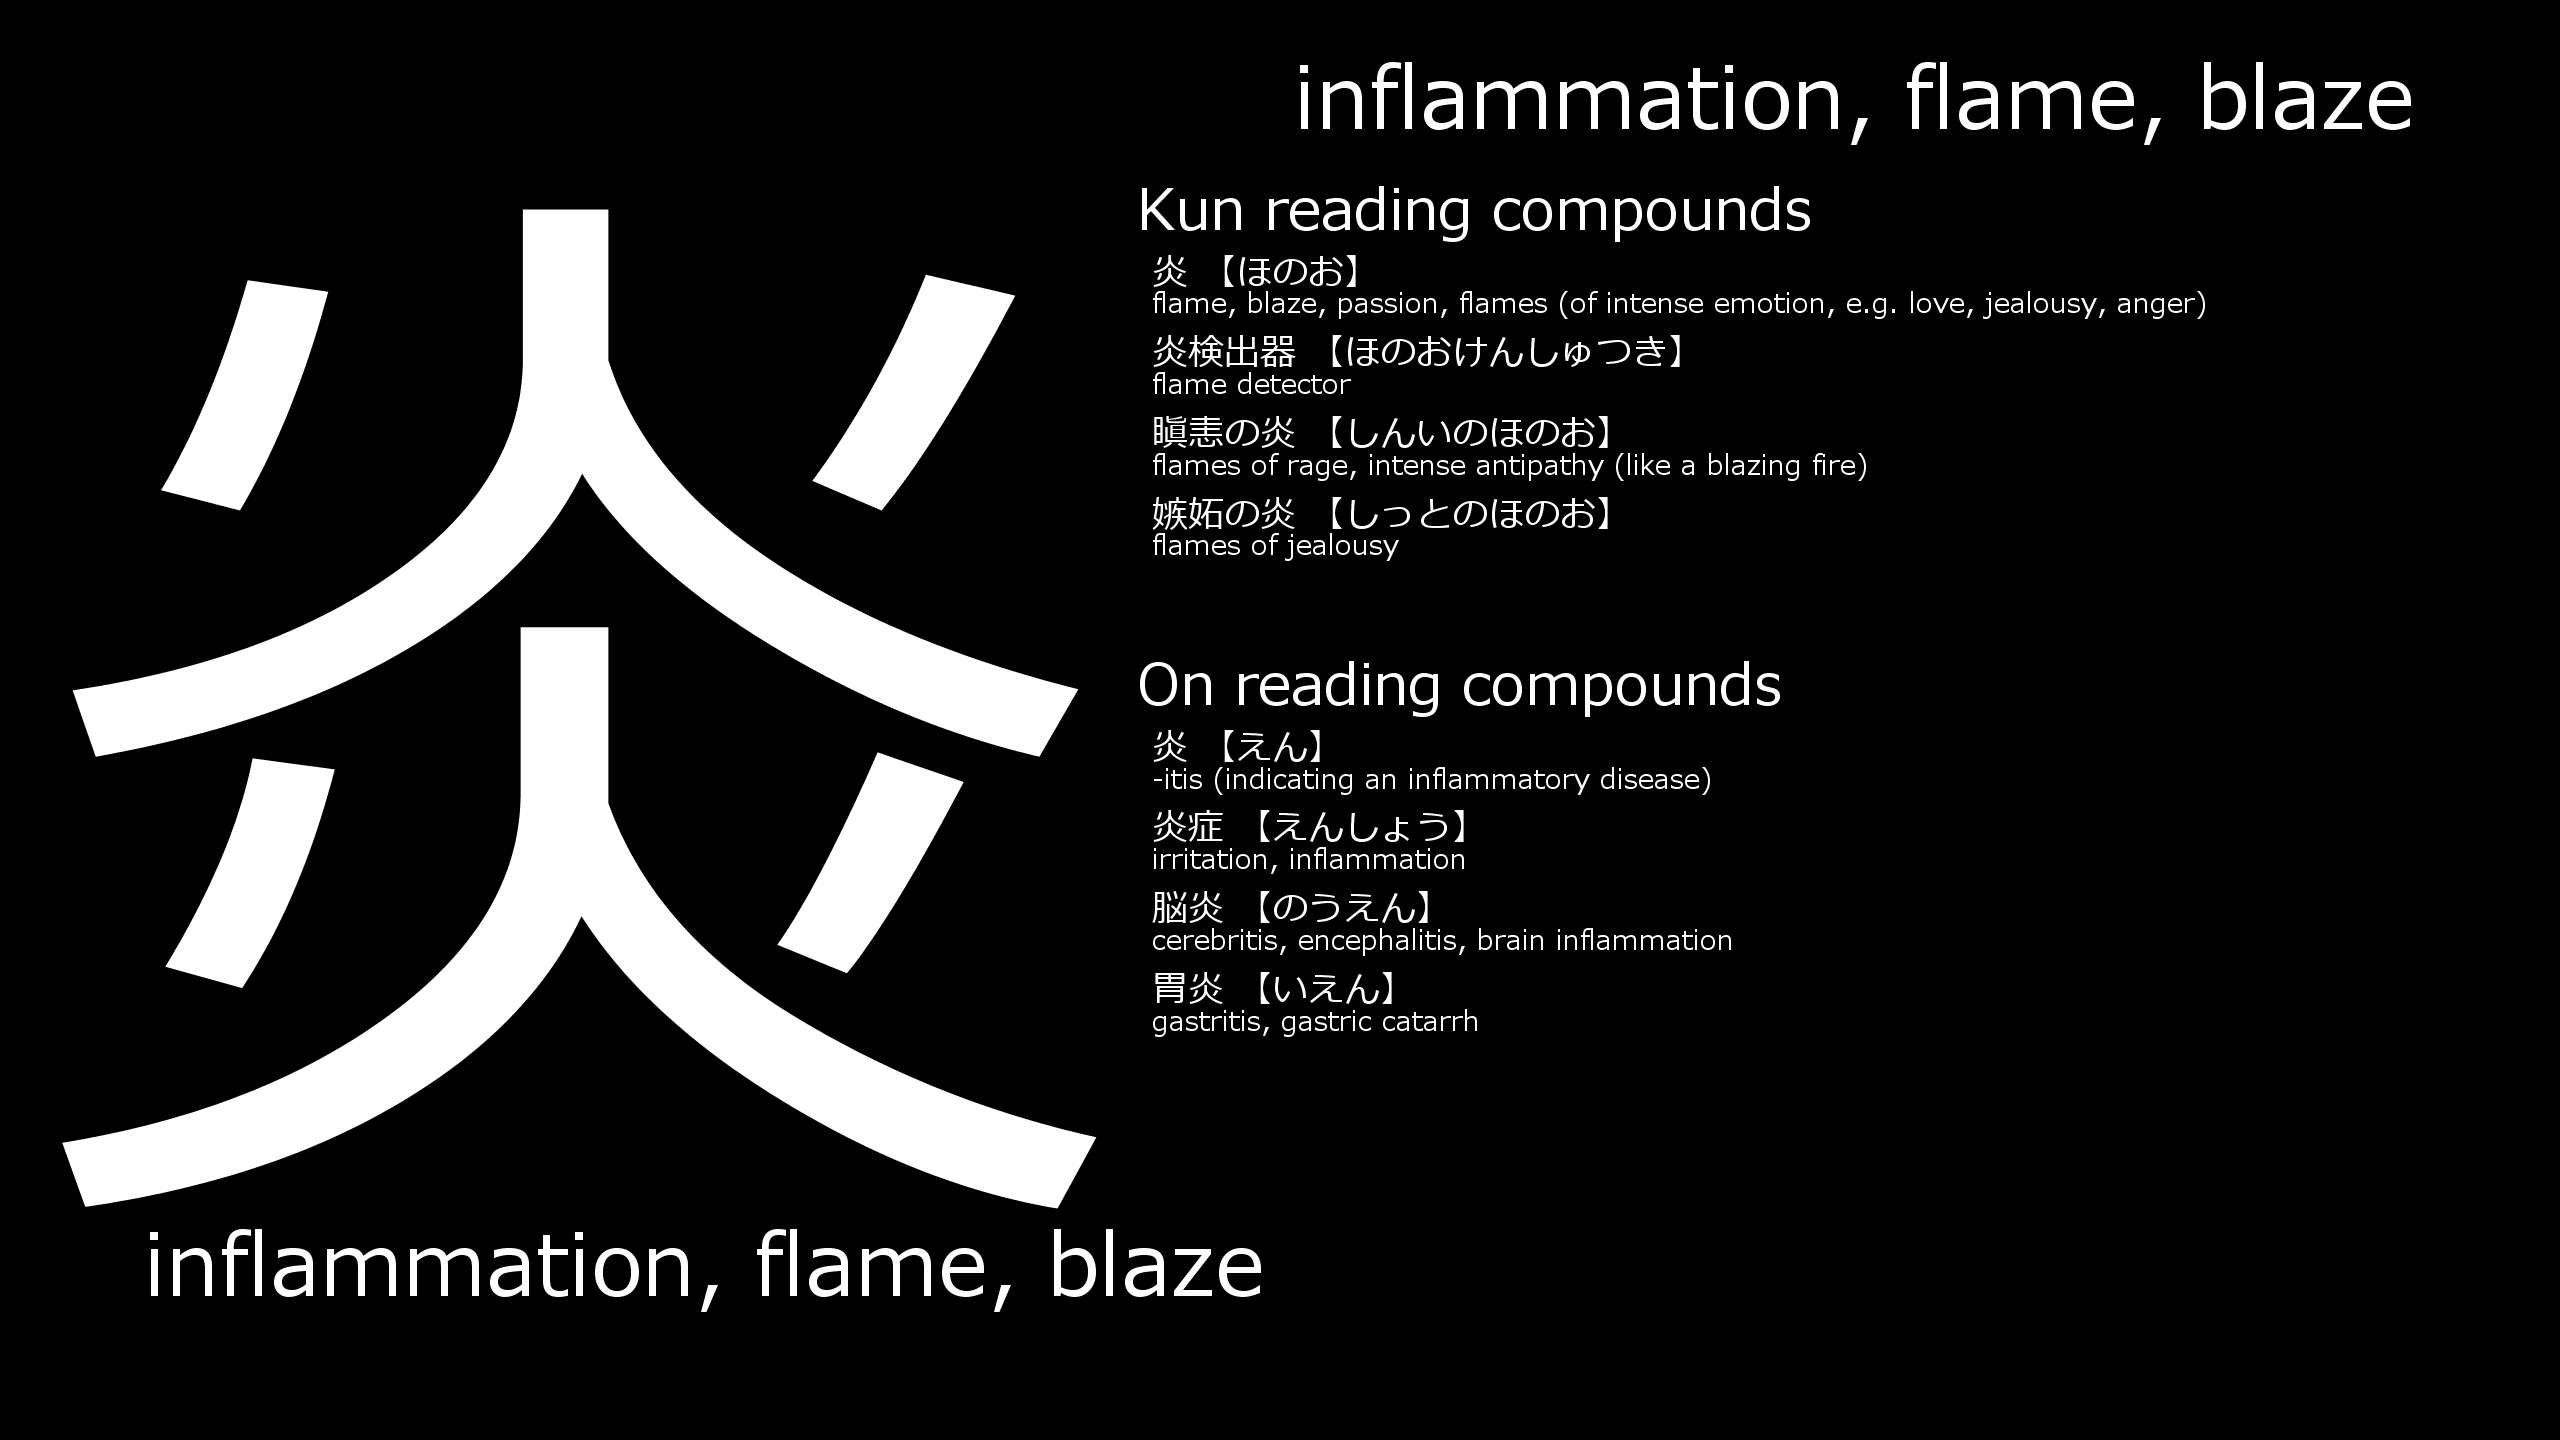 inflammation, flame, blaze
炎
Kun reading compounds
炎 【ほのお】
flame, blaze, passion, flames (of intense emotion, e.g. love, jealousy, anger)
炎検出器 【ほのおけんしゅつき】
flame detector
瞋恚の炎 【しんいのほのお】
flames of rage, intense antipathy (like a blazing fire)
嫉妬の炎 【しっとのほのお】
flames of jealousy
On reading compounds
炎 【えん】
-itis (indicating an inflammatory disease)
炎症 【えんしょう】
irritation, inflammation
脳炎 【のうえん】
cerebritis, encephalitis, brain inflammation
胃炎 【いえん】
gastritis, gastric catarrh
inflammation, flame, blaze